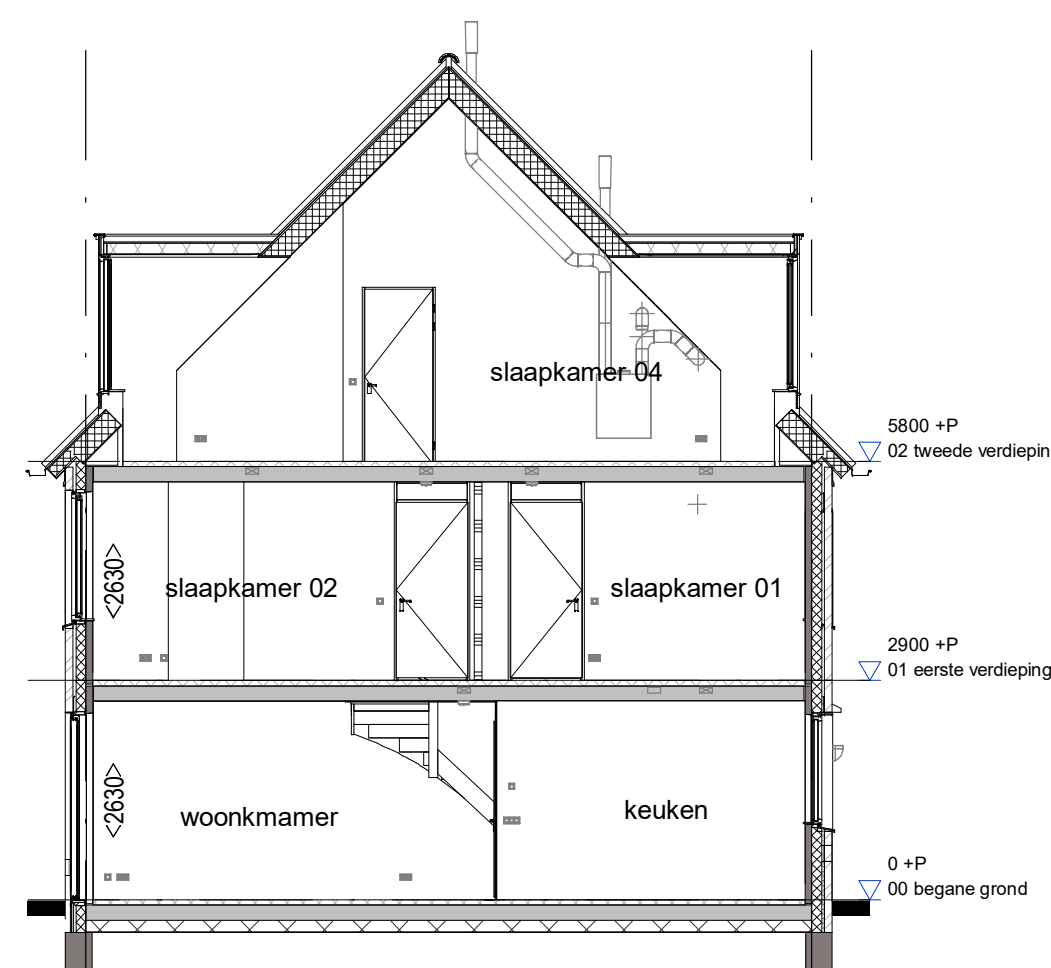 slaapkamer 04
5800 +P
02 tweede verdiepin
<2630>
slaapkamer 02
slaapkamer 01
2900 +P
01 eerste verdieping
<2630>
woonkmamer
keuken
0 +P
00 begane grond